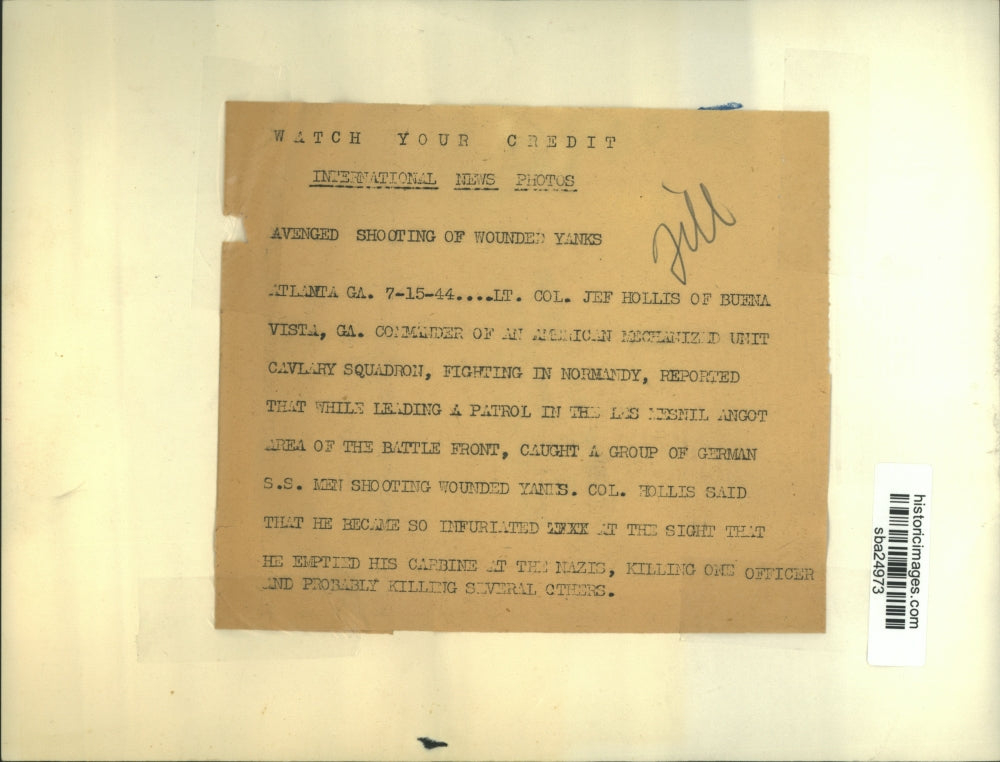 WATCH YOUR CREDIT
INTERNATIONAL NEWS PHOTOS
AVENGED SHOOTING OF WOUNDED YANKS
ATLANTA GA. 7-15-44....LT. COL. JEF HOLLIS OF BUENA
VISTA, GA. COMMANDER OF AN AMERICAN MECHANIZED UNIT
CAVLARY SQUADRON, FIGHTING IN NORMANDY, REPORTED
THAT WHILE LEADING A PATROL IN THE LES MESNIL ANGOT
AREA OF THE BATTLE FRONT, CAUGHT A GROUP OF GERMAN
S.S. MEN SHOOTING WOUNDED YANKS. COL. HOLLIS SAID
THAT HE BECAME SO INFURIATED AT THE SIGHT THAT
HE EMPTIED HIS CARBINE AT THE NAZIS, KILLING ONE OFFICER
AND PROBABLY KILLING SEVERAL OTHERS.
historicimages.com
sba24973